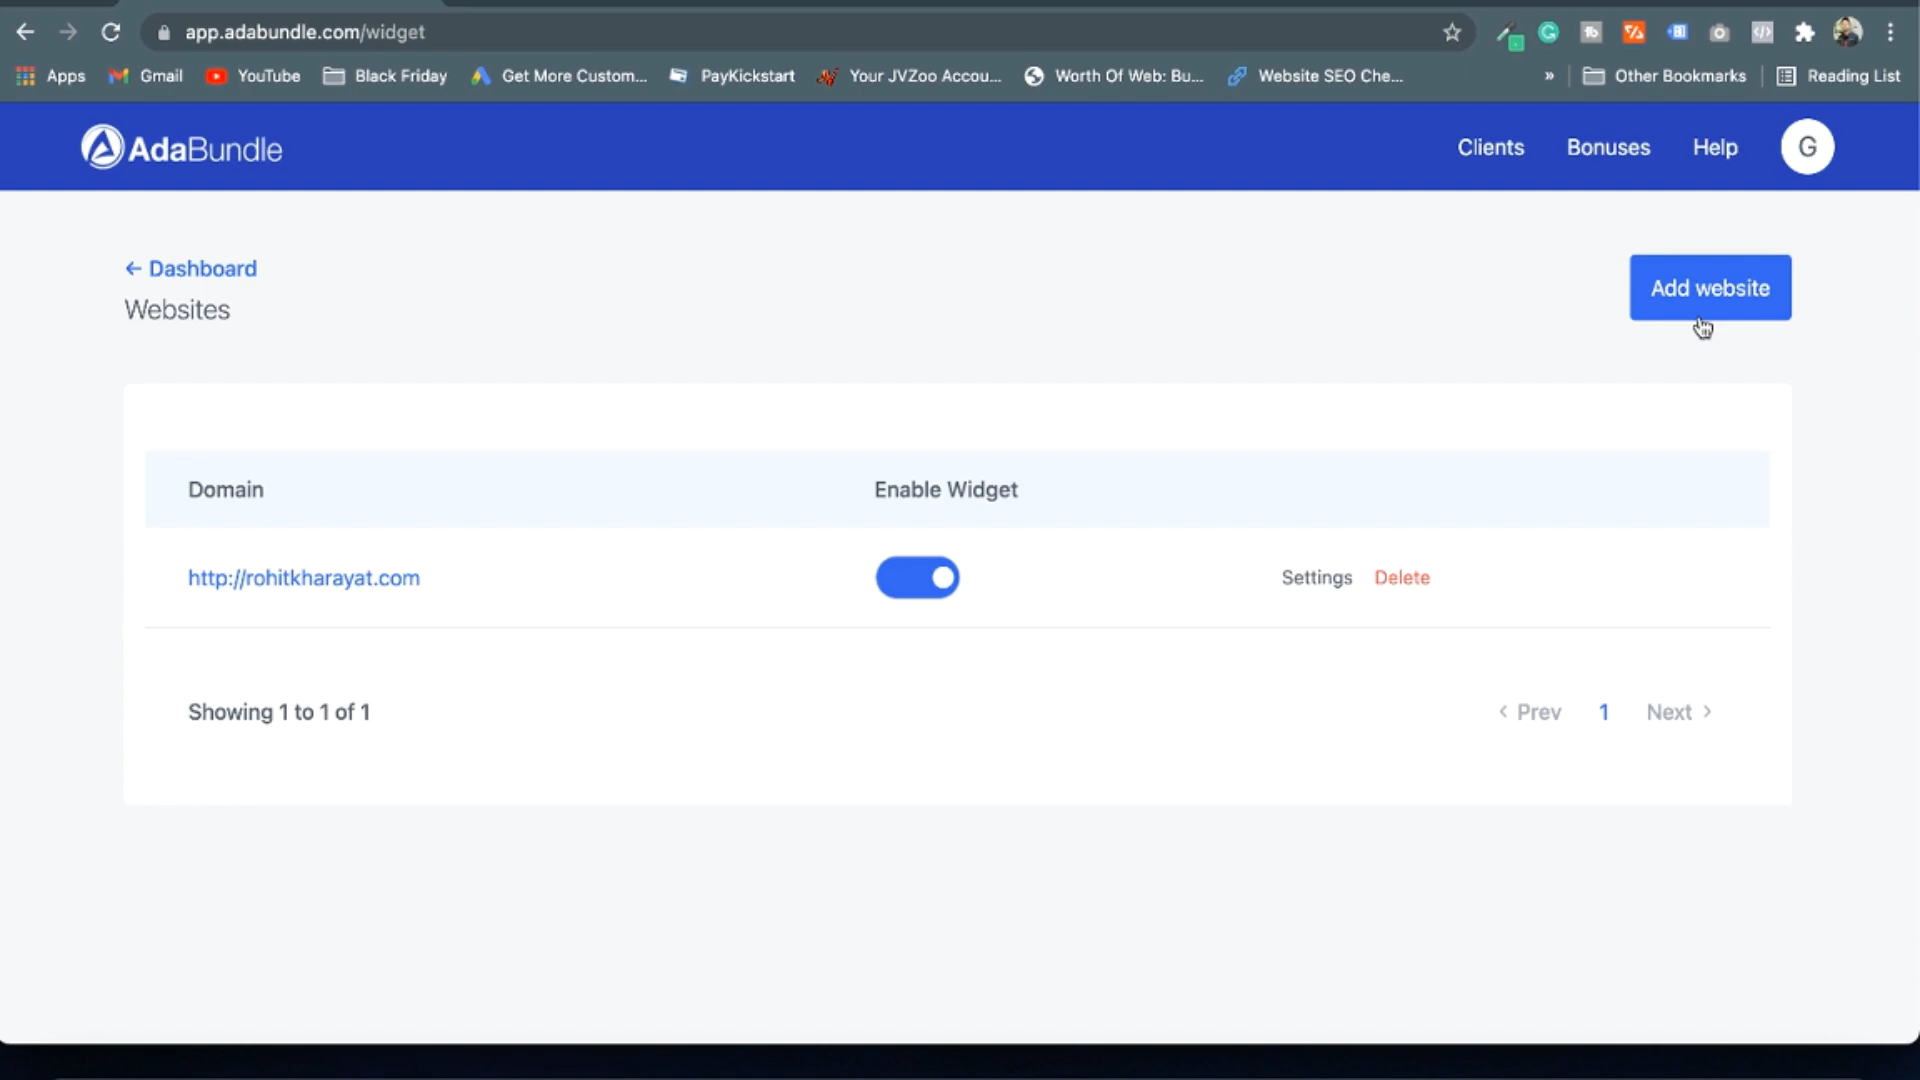 app.adabundle.com/widget
Apps Gmail YouTube Black Friday Get More Custom... PayKickstart Your JVZoo Accou... Worth Of Web: Bu... Website SEO Che... » Other Bookmarks Reading List
AdaBundle Clients Bonuses Help G
← Dashboard
Websites
Add website
Domain Enable Widget
http://rohitkharayat.com Settings Delete
Showing 1 to 1 of 1 < Prev 1 Next >